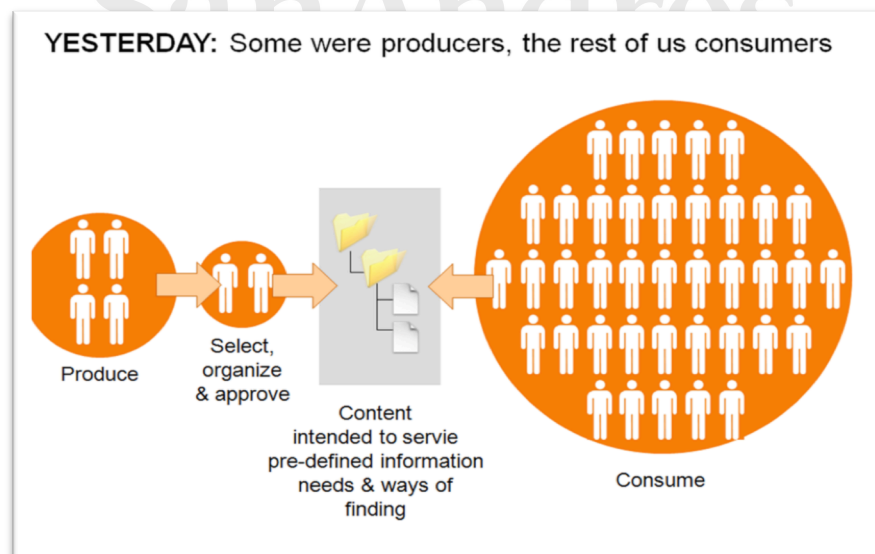 SanAndros
YESTERDAY: Some were producers, the rest of us consumers
Produce
Select,
organize
& approve
Content
intended to servie
pre-defined information
needs & ways of
finding
Consume